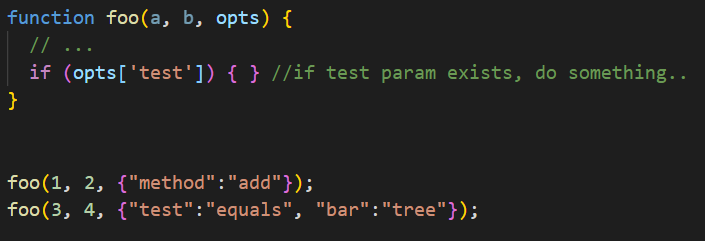 function foo(a, b, opts) {
  // ...
  if (opts['test']) { } //if test param exists, do something..
}
foo(1, 2, {"method":"add"});
foo(3, 4, {"test":"equals", "bar":"tree"});